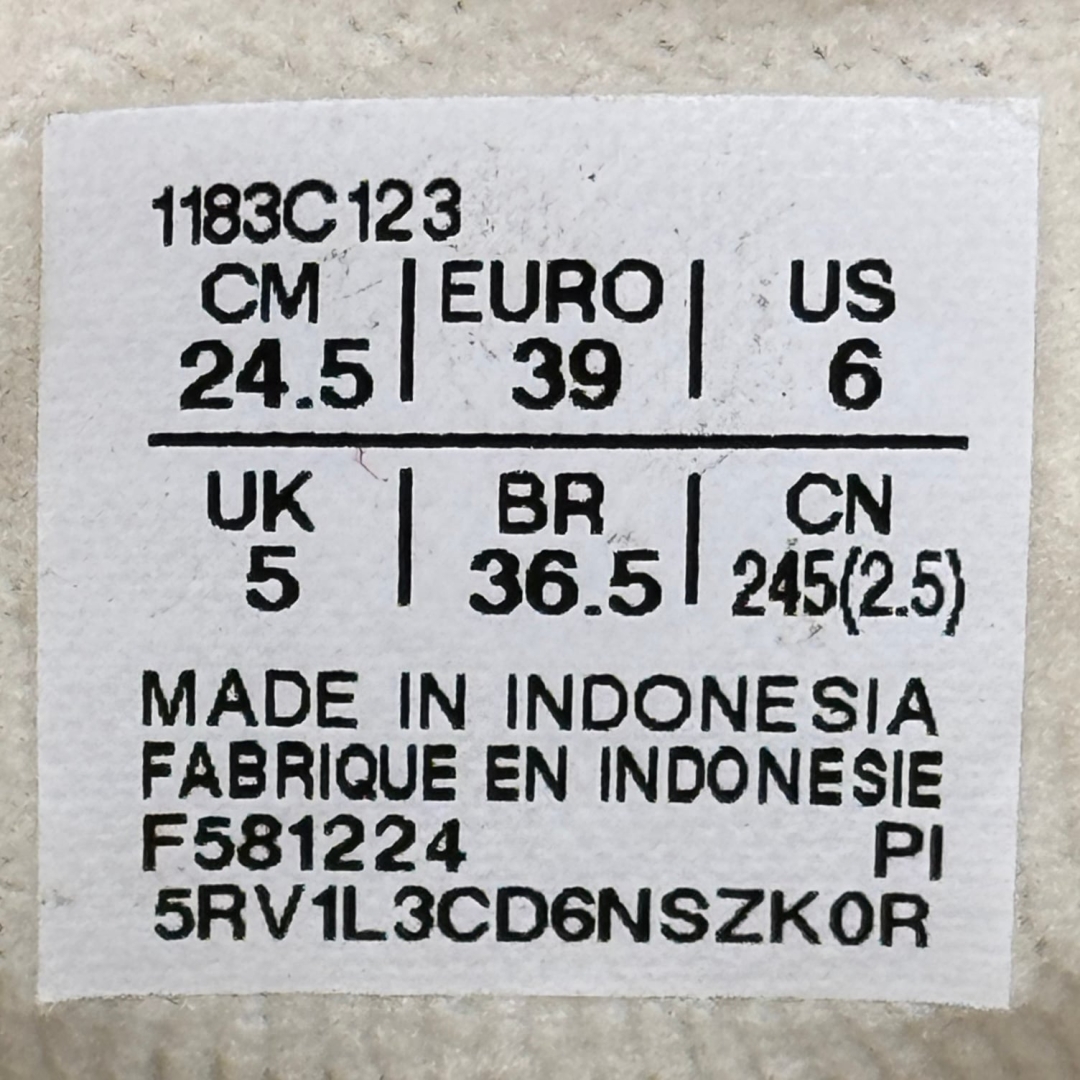 1183C123
CM EURO US
24.5 39 6
UK BR CN
5 36.5 245(2.5)
MADE IN INDONESIA
FABRIQUE EN INDONESIE
F581224 PI
5RV1L3CD6NSZK0R